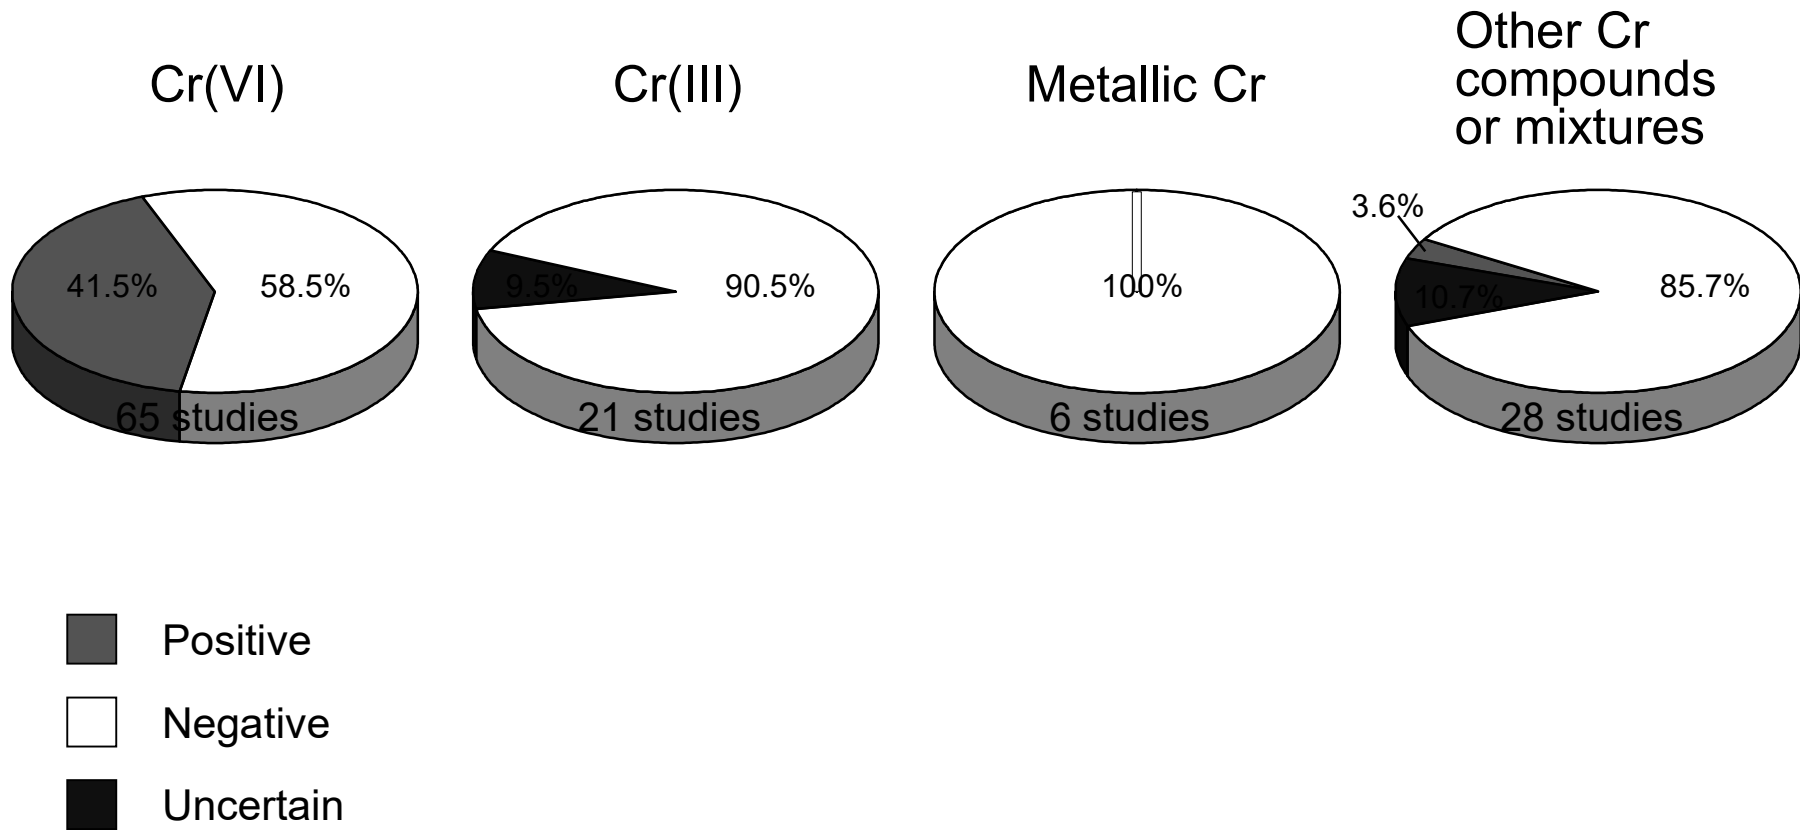 Cr(VI)
Cr(III)
Metallic Cr
Other Cr
compounds
or mixtures
41.5%
58.5%
65 studies
9.5%
90.5%
21 studies
100%
6 studies
3.6%
10.7%
85.7%
28 studies
Positive
Negative
Uncertain